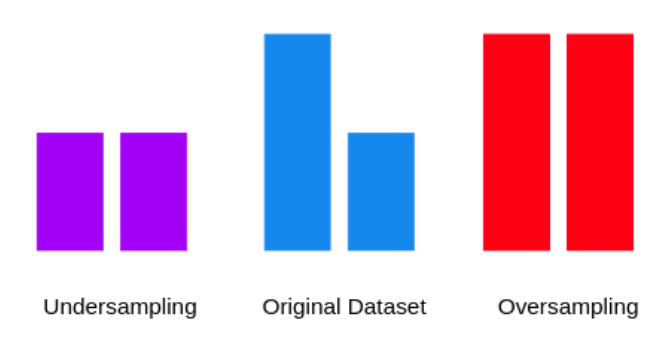 Undersampling
Original Dataset
Oversampling